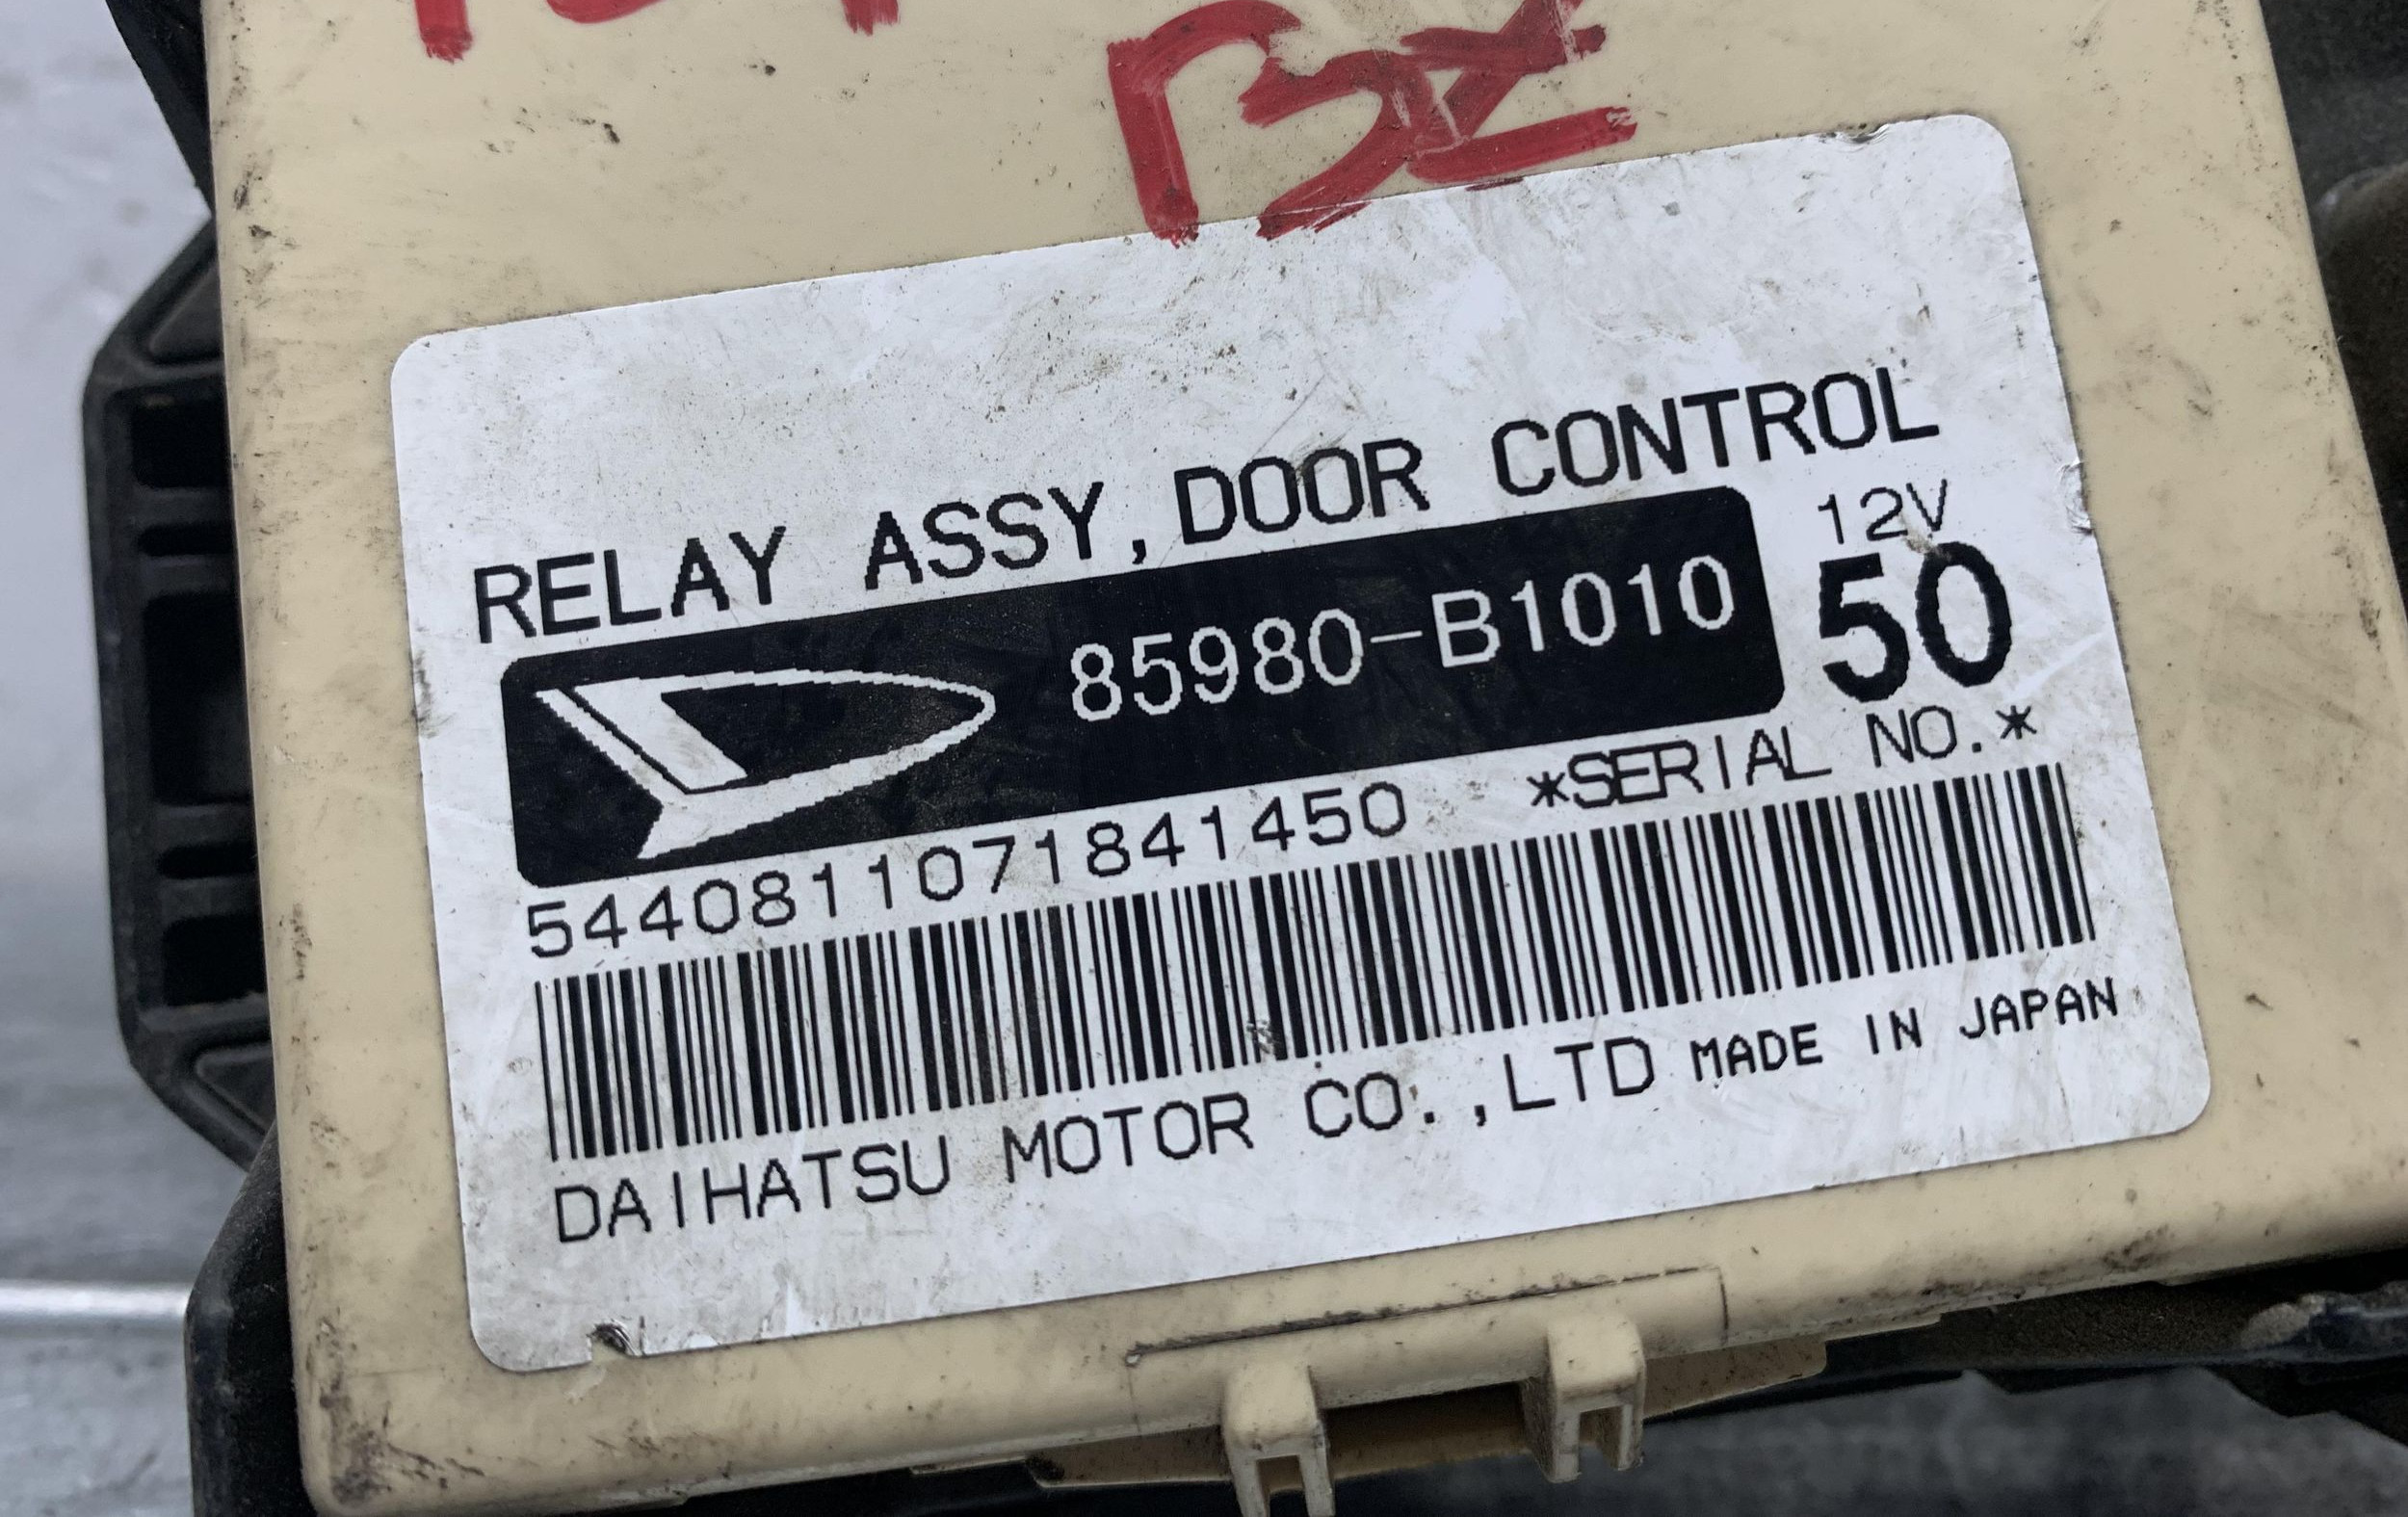 RELAY ASSY,DOOR CONTROL
85980-B1010
12V
50
544081107184145​0 *SERIAL NO.*
DAIHATSU MOTOR CO.,LTD MADE IN JAPAN